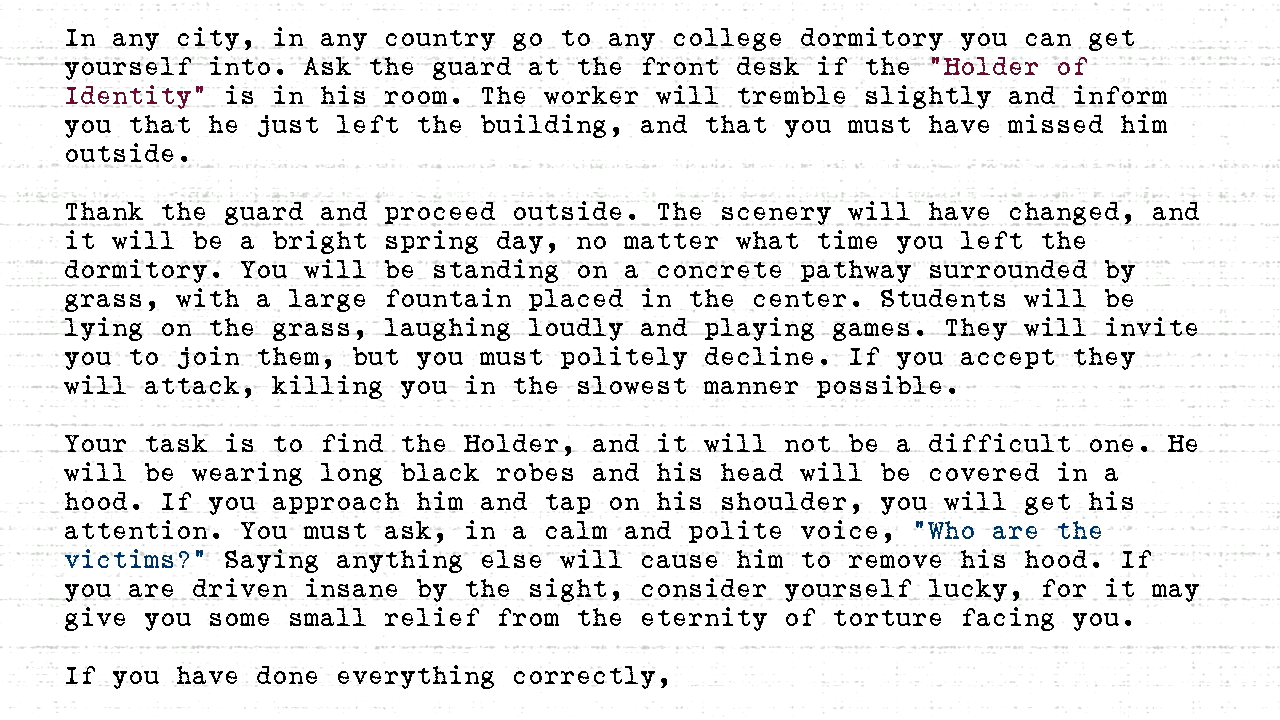 In any city, in any country go to any college dormitory you can get
yourself into. Ask the guard at the front desk if the "Holder of
Identity" is in his room. The worker will tremble slightly and inform
you that he just left the building, and that you must have missed him
outside.
Thank the guard and proceed outside. The scenery will have changed, and
it will be a bright spring day, no matter what time you left the
dormitory. You will be standing on a concrete pathway surrounded by
grass, with a large fountain placed in the center. Students will be
lying on the grass, laughing loudly and playing games. They will invite
you to join them, but you must politely decline. If you accept they
will attack, killing you in the slowest manner possible.
Your task is to find the Holder, and it will not be a difficult one. He
will be wearing long black robes and his head will be covered in a
hood. If you approach him and tap on his shoulder, you will get his
attention. You must ask, in a calm and polite voice, "Who are the
victims?" Saying anything else will cause him to remove his hood. If
you are driven insane by the sight, consider yourself lucky, for it may
give you some small relief from the eternity of torture facing you.
If you have done everything correctly,